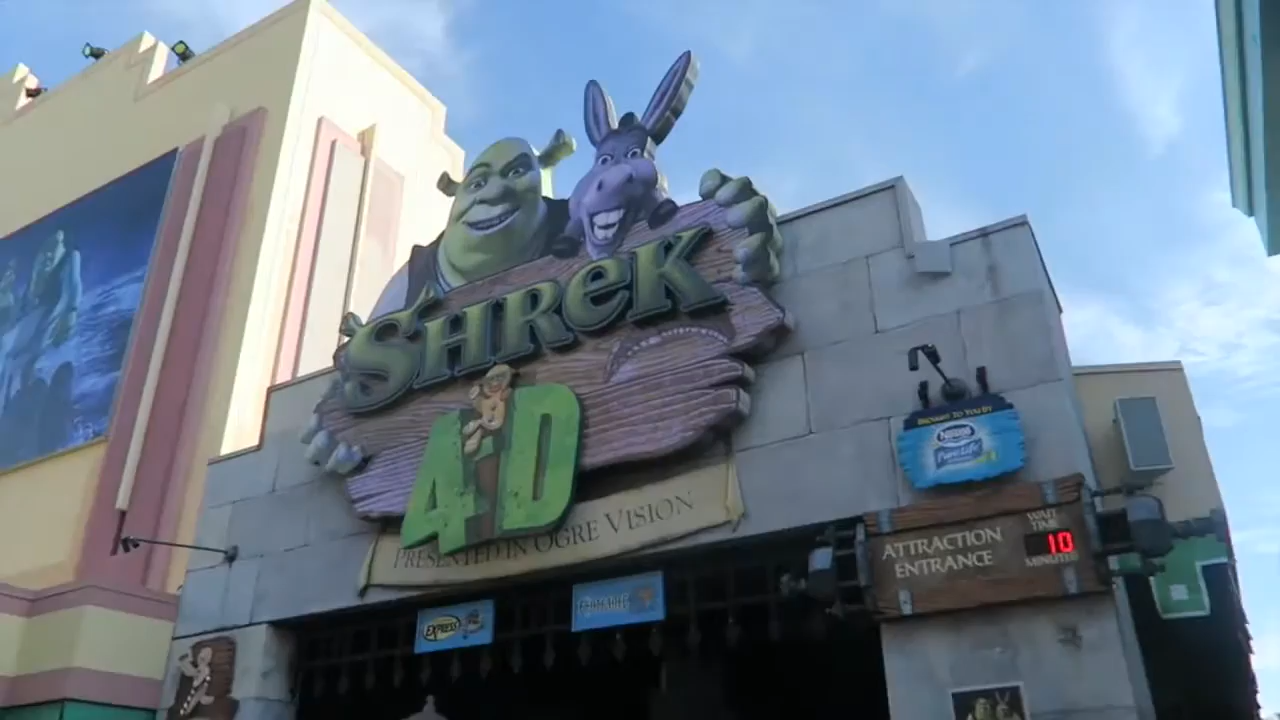 SHREK
4D
PRESENTED IN OGRE VISION
BROUGHT TO YOU BY
Nestlé
Pure Life
ATTRACTION
ENTRANCE
WAIT
TIME
10
MINUTES
EXPRESS